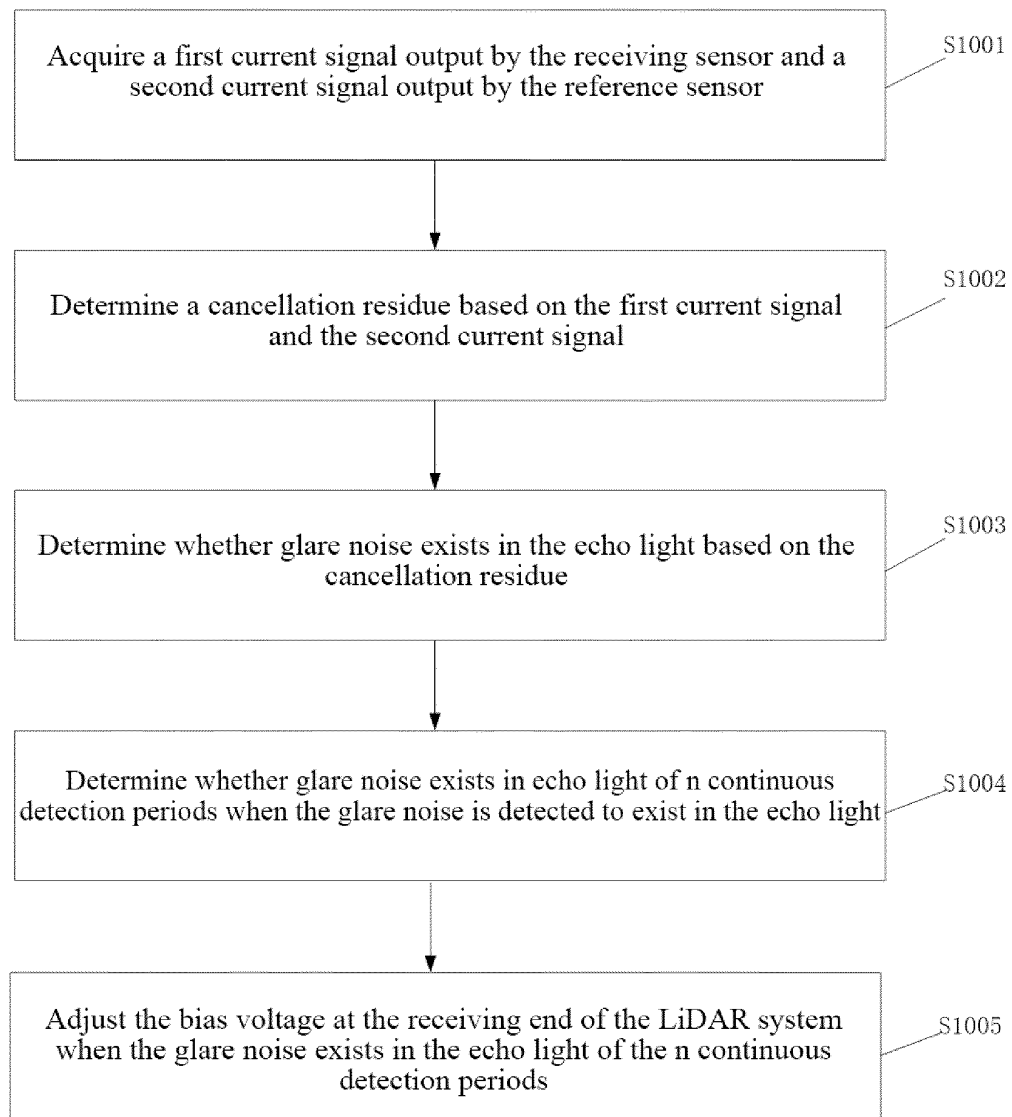 Acquire a first current signal output by the receiving sensor and a
second current signal output by the reference sensor
S1001
Determine a cancellation residue based on the first current signal
and the second current signal
S1002
Determine whether glare noise exists in the echo light based on the
cancellation residue
S1003
Determine whether glare noise exists in echo light of n continuous
detection periods when the glare noise is detected to exist in the echo light
S1004
Adjust the bias voltage at the receiving end of the LiDAR system
when the glare noise exists in the echo light of the n continuous
detection periods
S1005